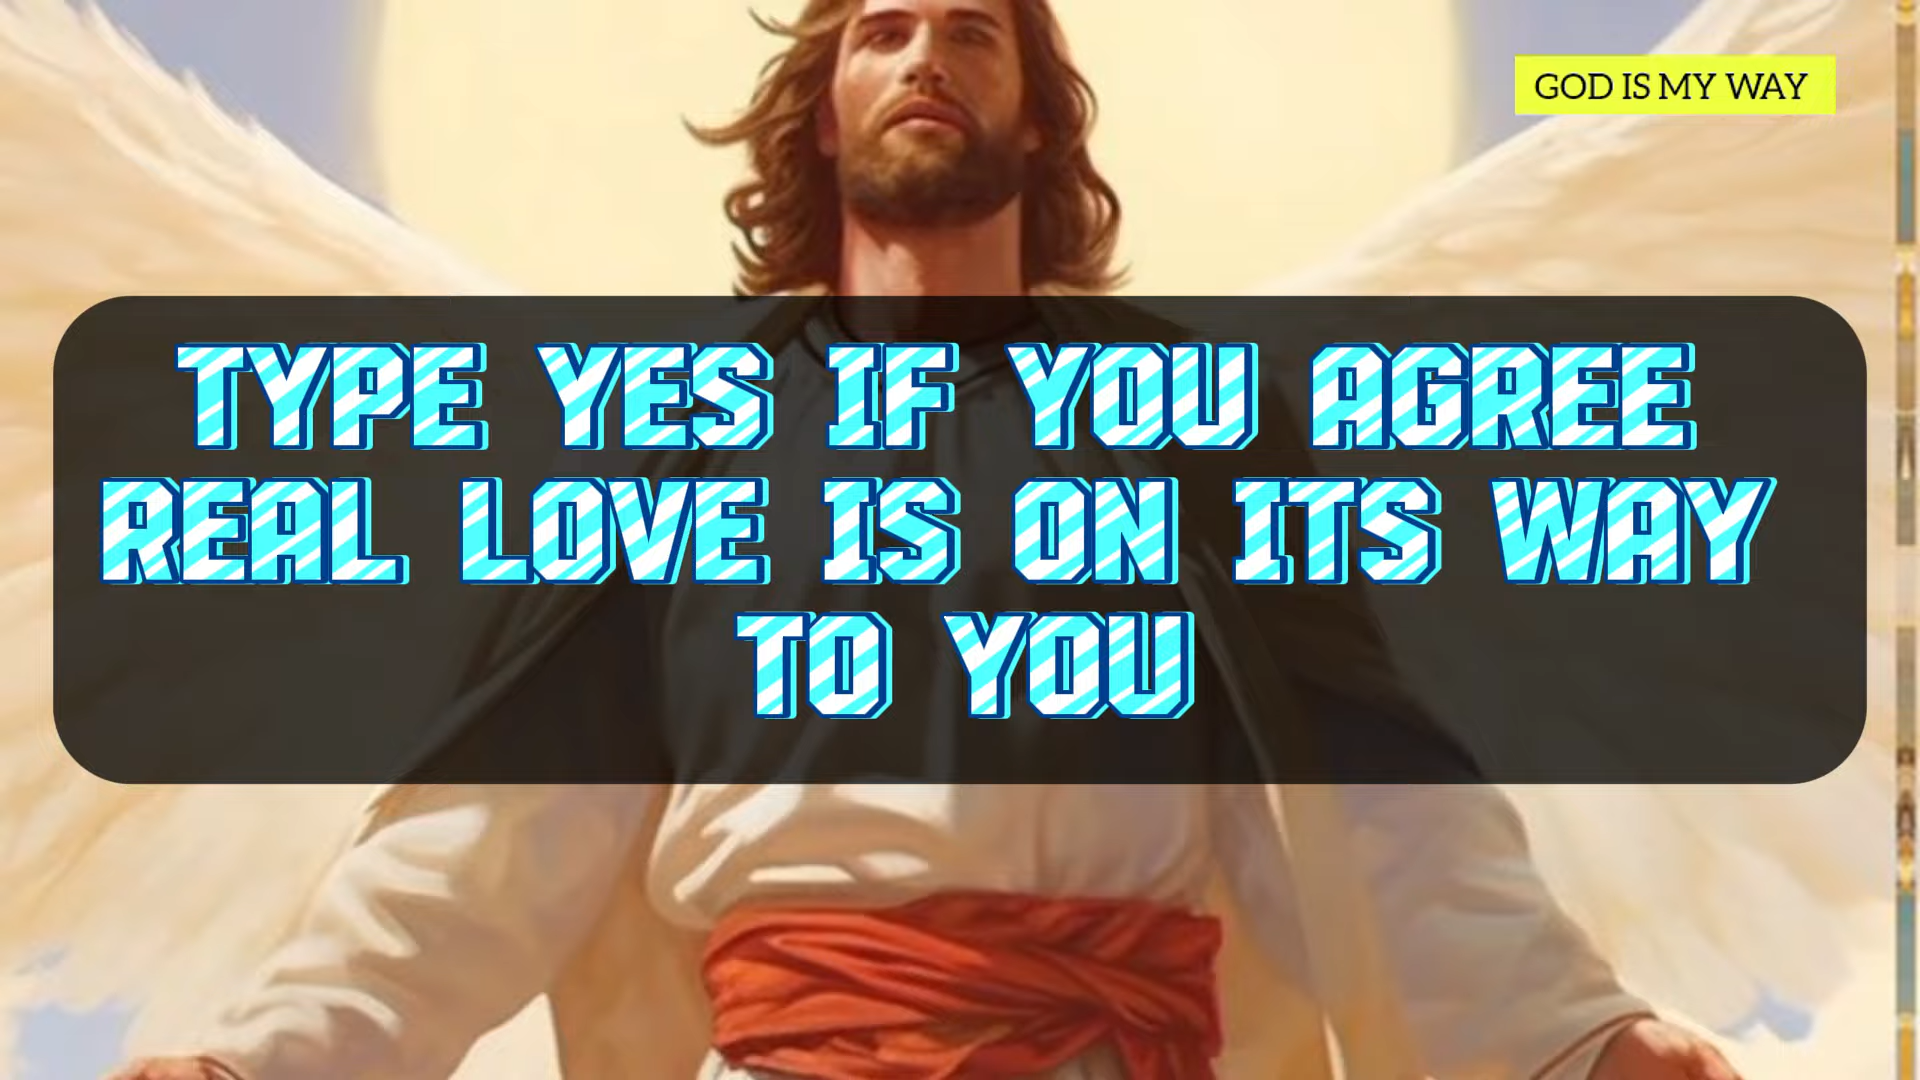 GOD IS MY WAY
TYPE YES IF YOU AGREE
REAL LOVE IS ON ITS WAY
TO YOU